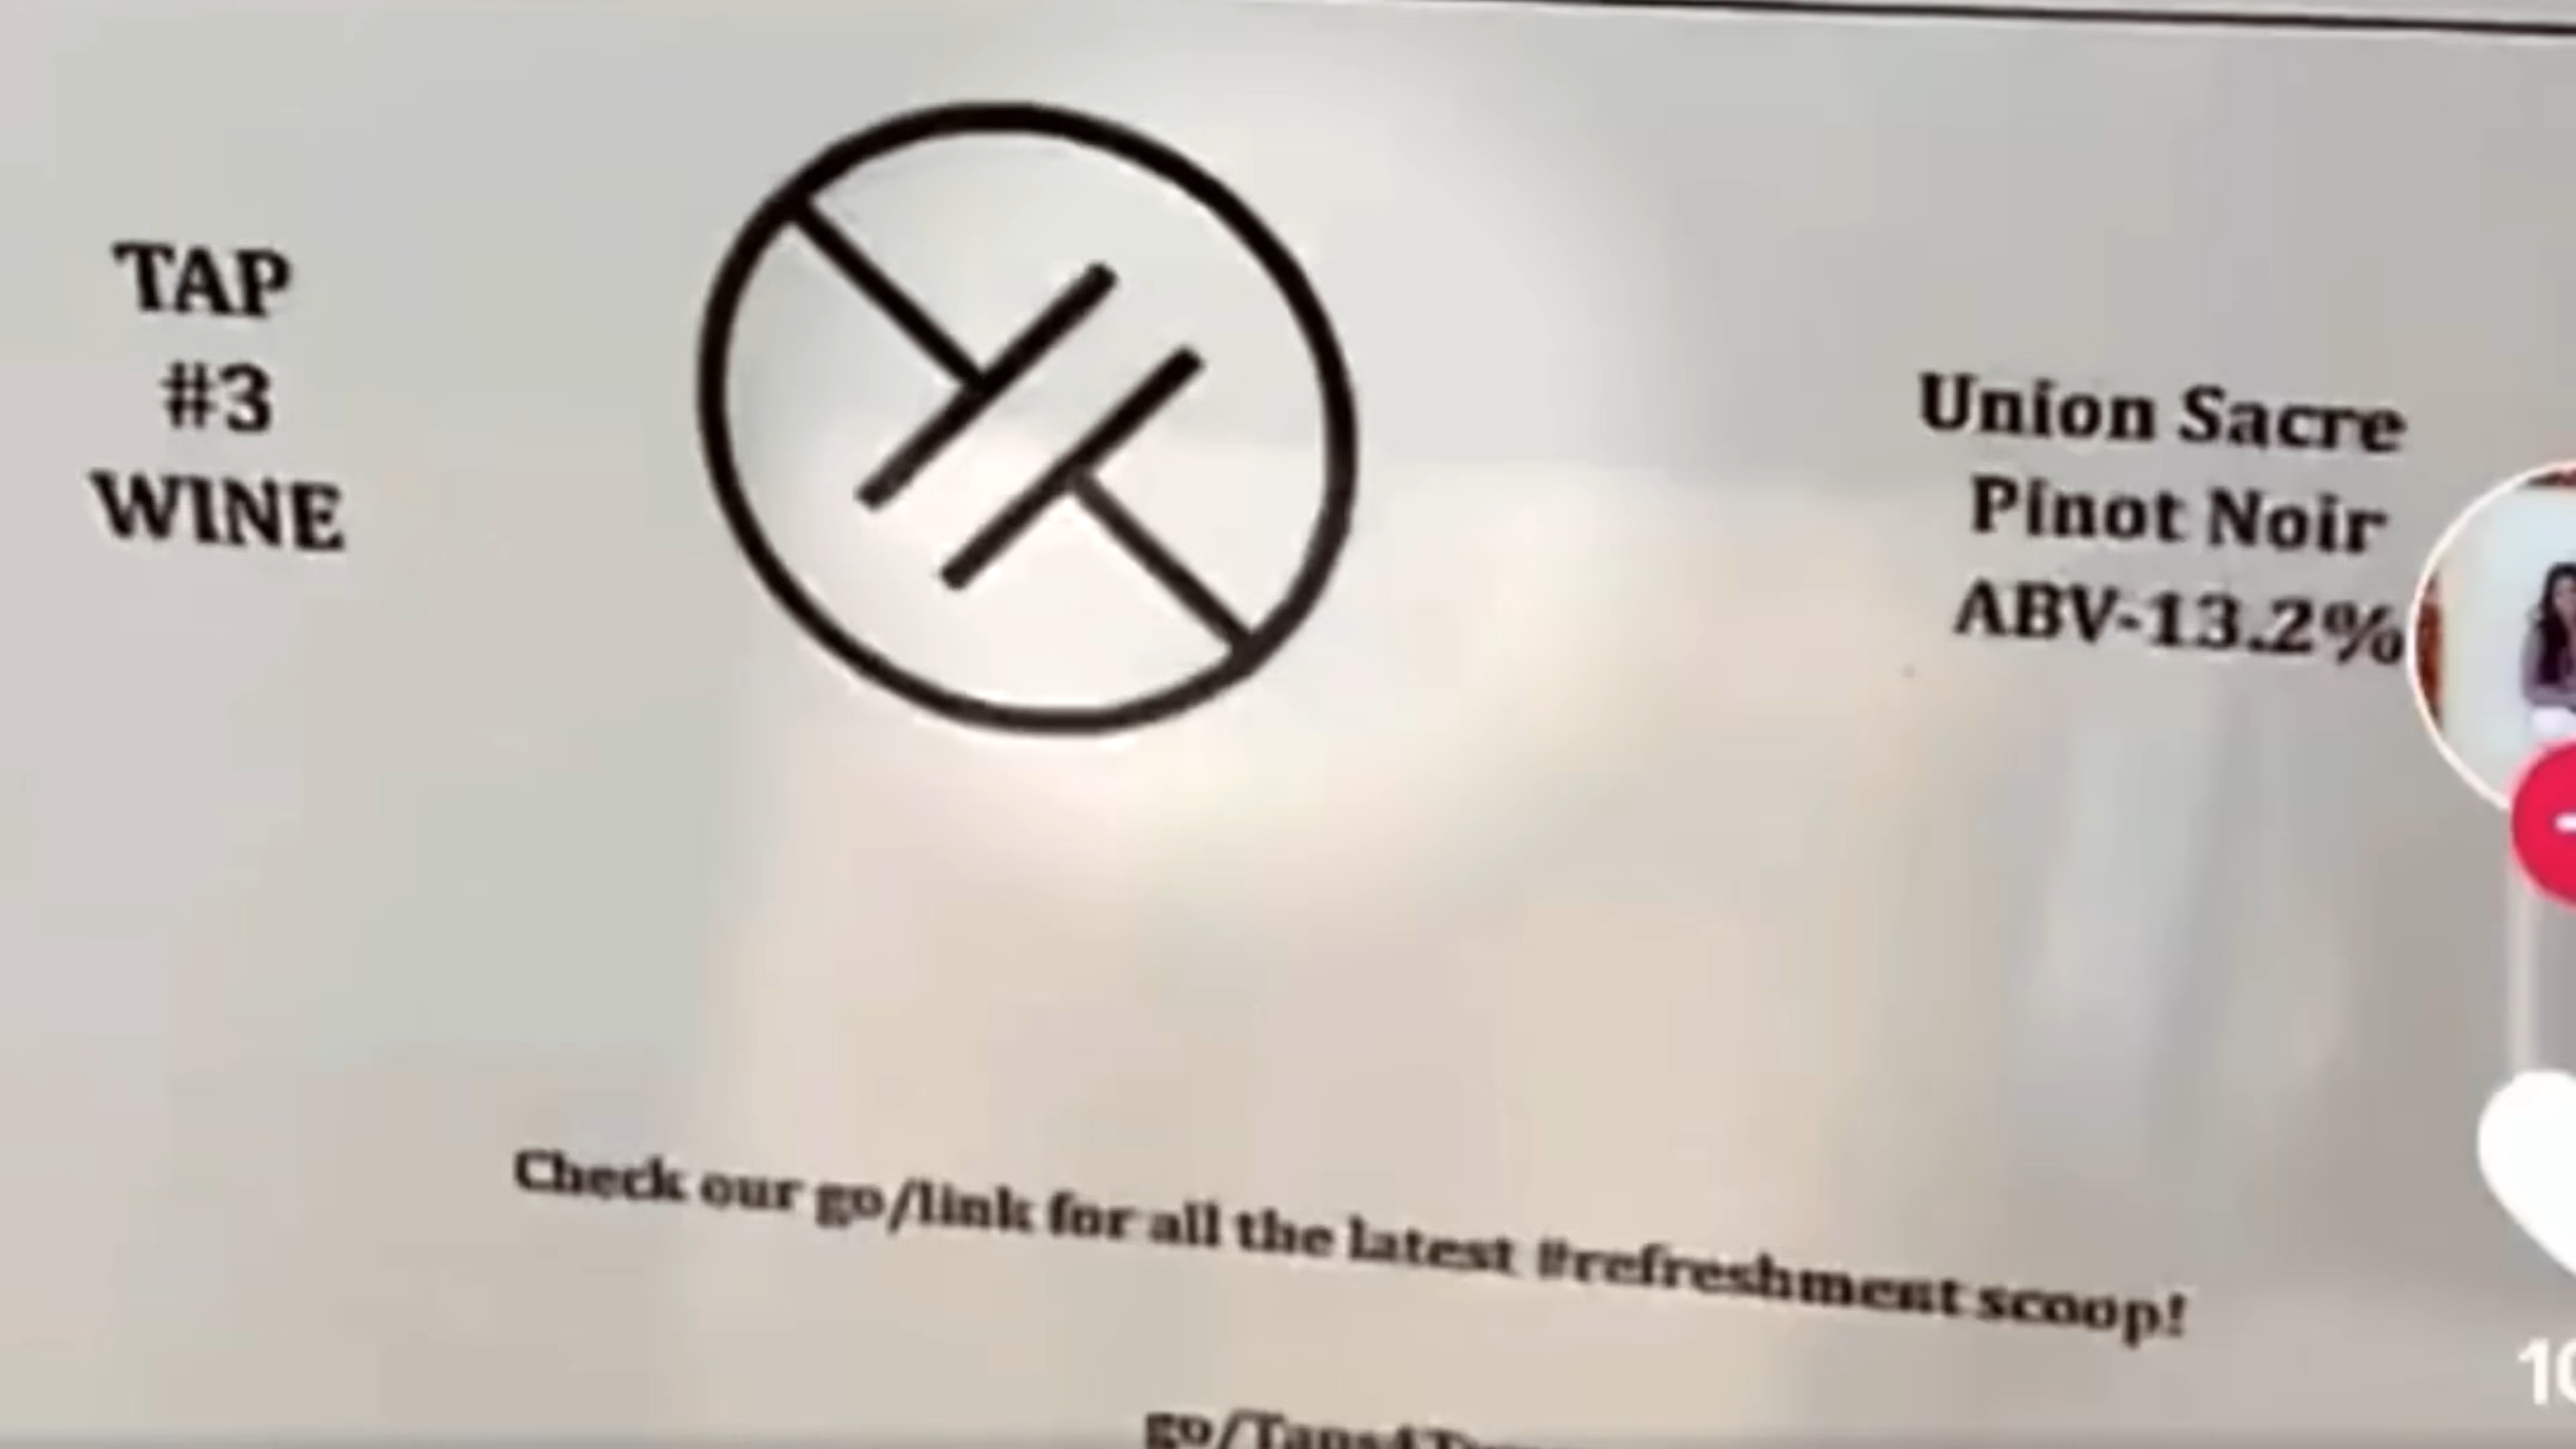 TAP
#3
WINE
Union Sacre
Pinot Noir
ABV-13.2%
Check our go/link for all the latest #refreshment scoop!
10